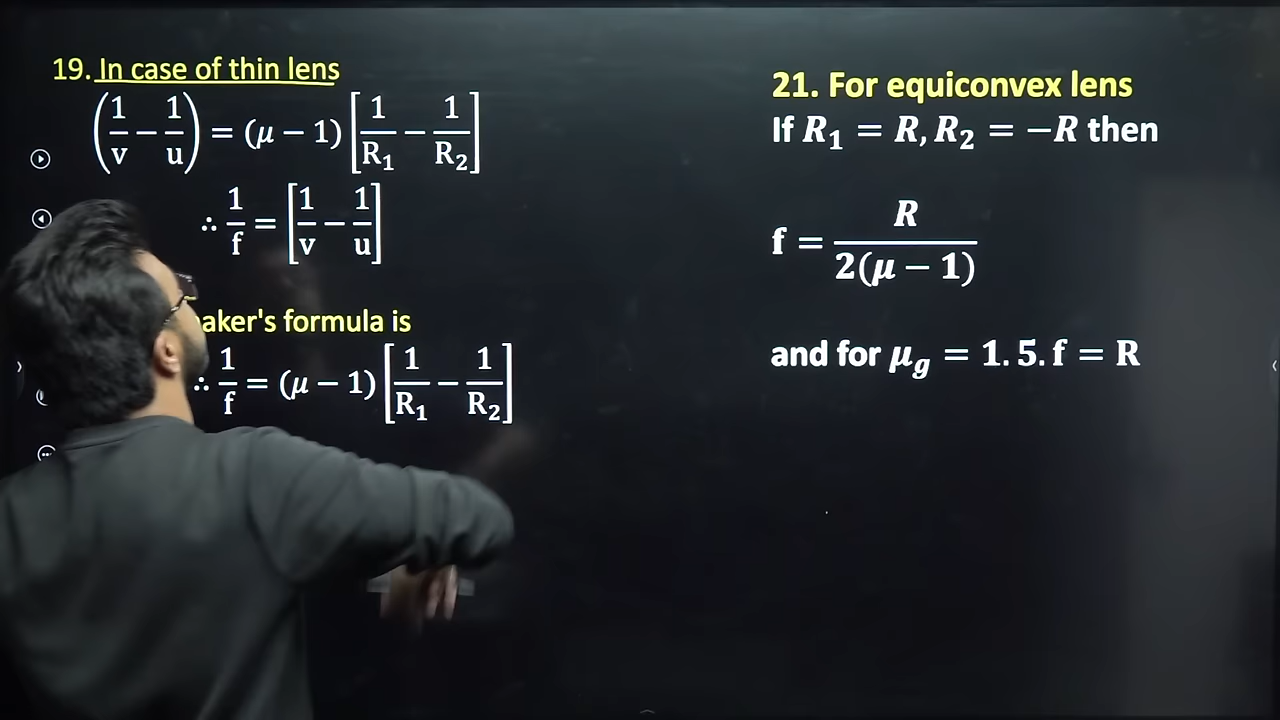 19. In case of thin lens
(1/v − 1/u) = (μ − 1) [1/R₁ − 1/R₂]
∴ 1/f = [1/v − 1/u]
formula is
∴ 1/f = (μ − 1) [1/R₁ − 1/R₂]
21. For equiconvex lens
If R₁ = R, R₂ = −R then
f = R / 2(μ − 1)
and for μg = 1.5. f = R